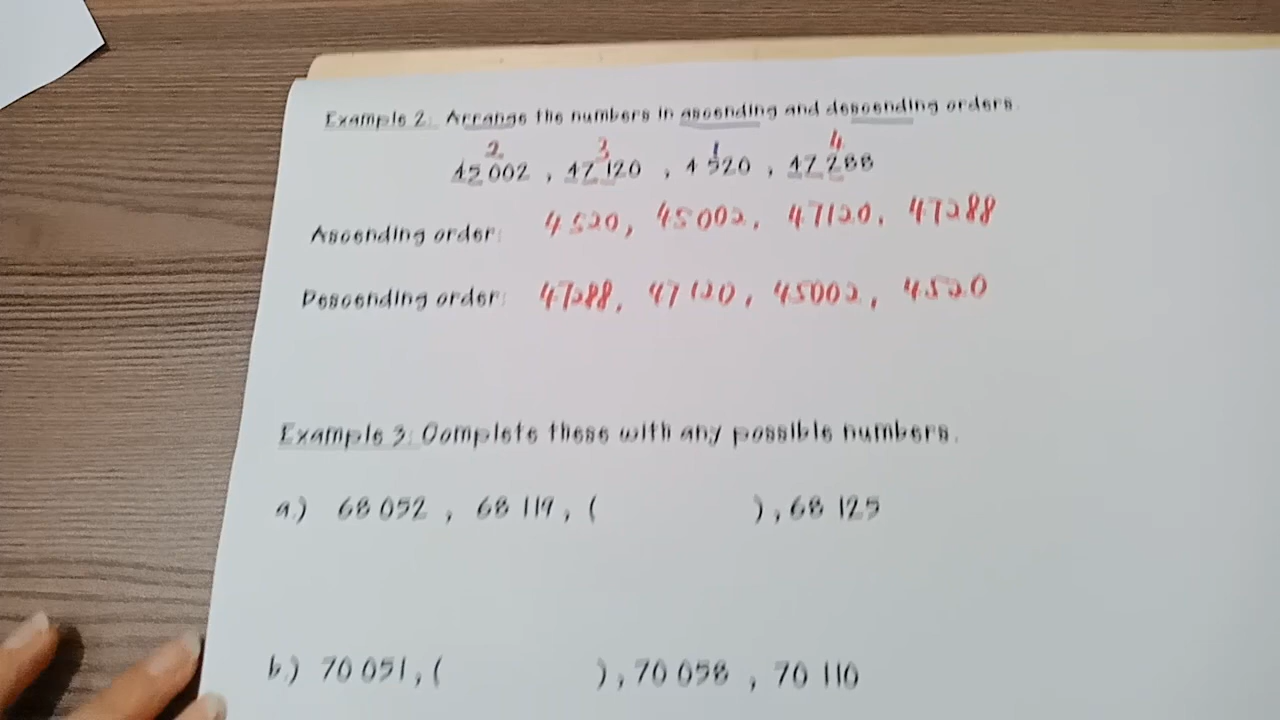 Example 2: Arrange the numbers in ascending and descending orders.
2 3 1 4
45 002 , 47 120 , 4 520 , 47 288
Ascending order: 4520, 45002, 47120, 47288
Descending order: 47288, 47120, 45002, 4520
Example 3: Complete these with any possible numbers.
a.) 68 052 , 68 119 , ( ) , 68 125
b.) 70 051 , ( ) , 70 058 , 70 110